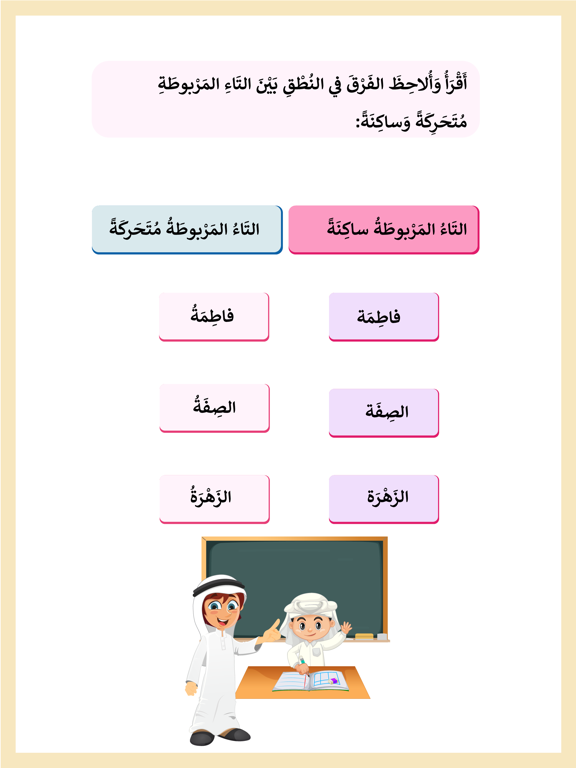 أَقْرَأُ وَأُلاحِظَ الفَرْقَ في النُطْقِ بَيْنَ التَاءِ المَرْبوطَةِ
مُتَحَرِكَةً وَساكِنَةً:
التَاءُ المَرْبوطَةُ ساكِنَةً
التَاءُ المَرْبوطَةُ مُتَحَركَةً
فاطِمَة
فاطِمَةُ
الصِفَة
الصِفَةُ
الزَهْرَة
الزَهْرَةُ